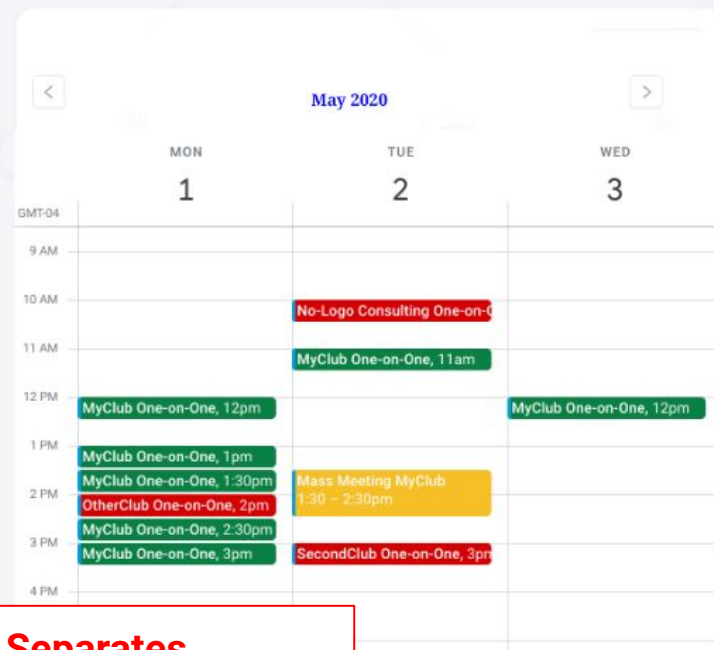 <
May 2020
>
MON
TUE
WED
1
2
3
GMT-04
9 AM
10 AM
No-Logo Consulting One-on-
11 AM
MyClub One-on-One, 11am
12 PM
MyClub One-on-One, 12pm
MyClub One-on-One, 12pm
1 PM
MyClub One-on-One, 1pm
MyClub One-on-One, 1:30pm
Mass Meeting MyClub
1:30 – 2:30pm
2 PM
OtherClub One-on-One, 2pm
MyClub One-on-One, 2:30pm
3 PM
MyClub One-on-One, 3pm
SecondClub One-on-One, 3pm
4 PM
Separates